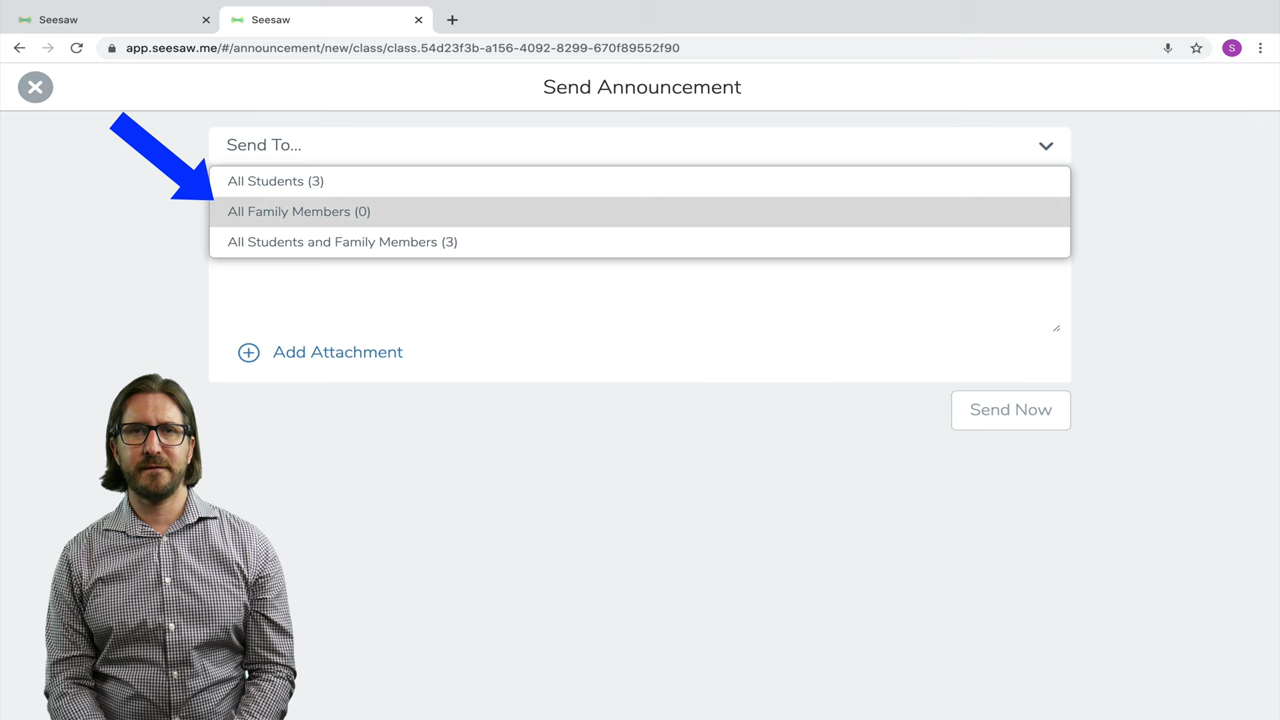 Seesaw
Seesaw
app.seesaw.me/#/announcement/new/class/class.54d23f3b-a156-4092-8299-670f89552f90
S
Send Announcement
Send To...
All Students (3)
All Family Members (0)
All Students and Family Members (3)
Add Attachment
Send Now